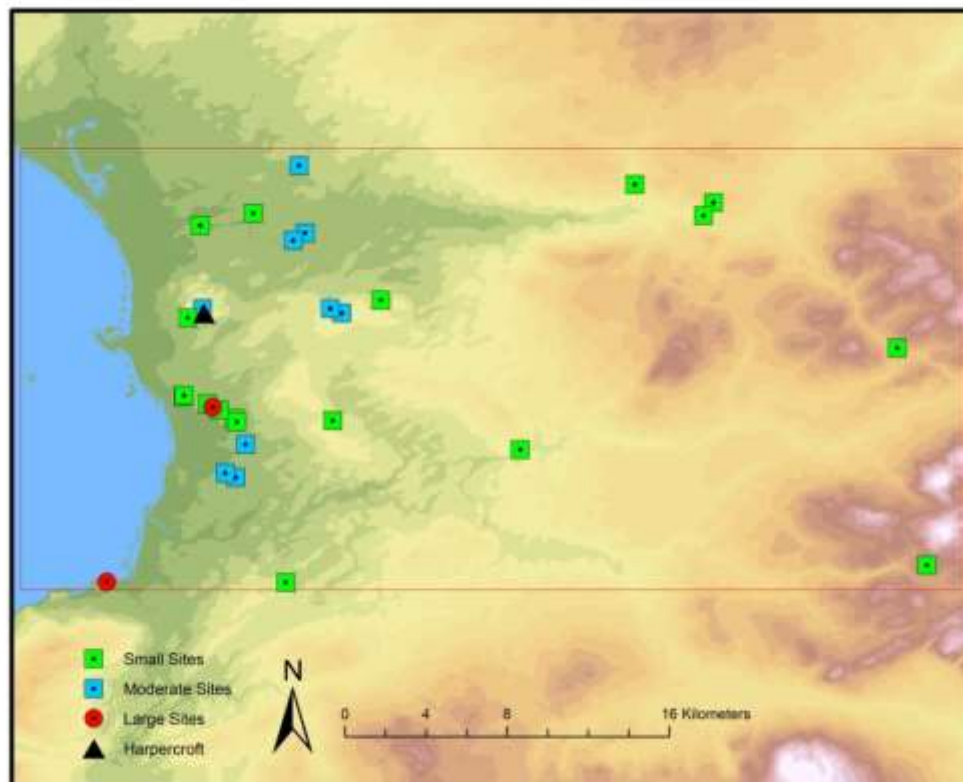 Small Sites
Moderate Sites
Large Sites
Harpercroft
N
0 4 8 16 Kilometers